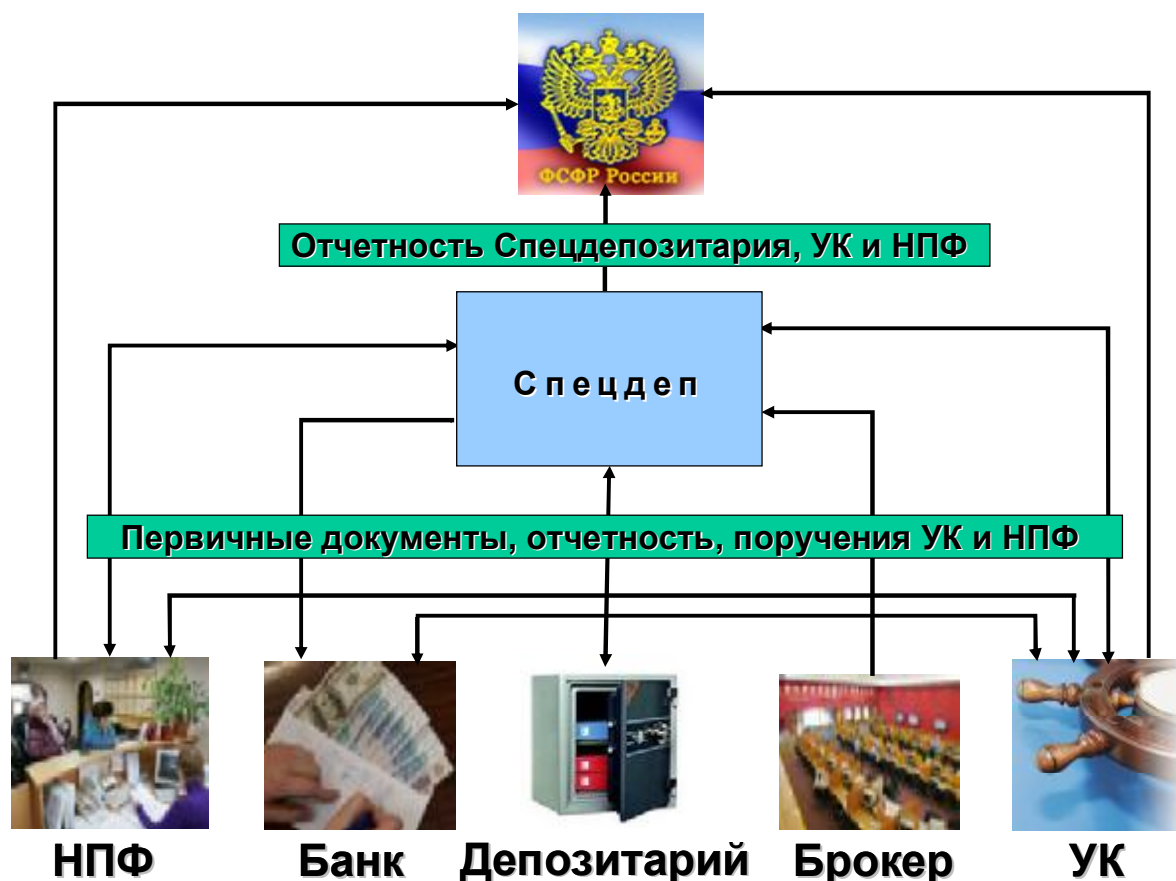 ФСФР России
Отчетность Спецдепозитария, УК и НПФ
Спецдеп
Первичные документы, отчетность, поручения УК и НПФ
НПФ Банк Депозитарий Брокер УК